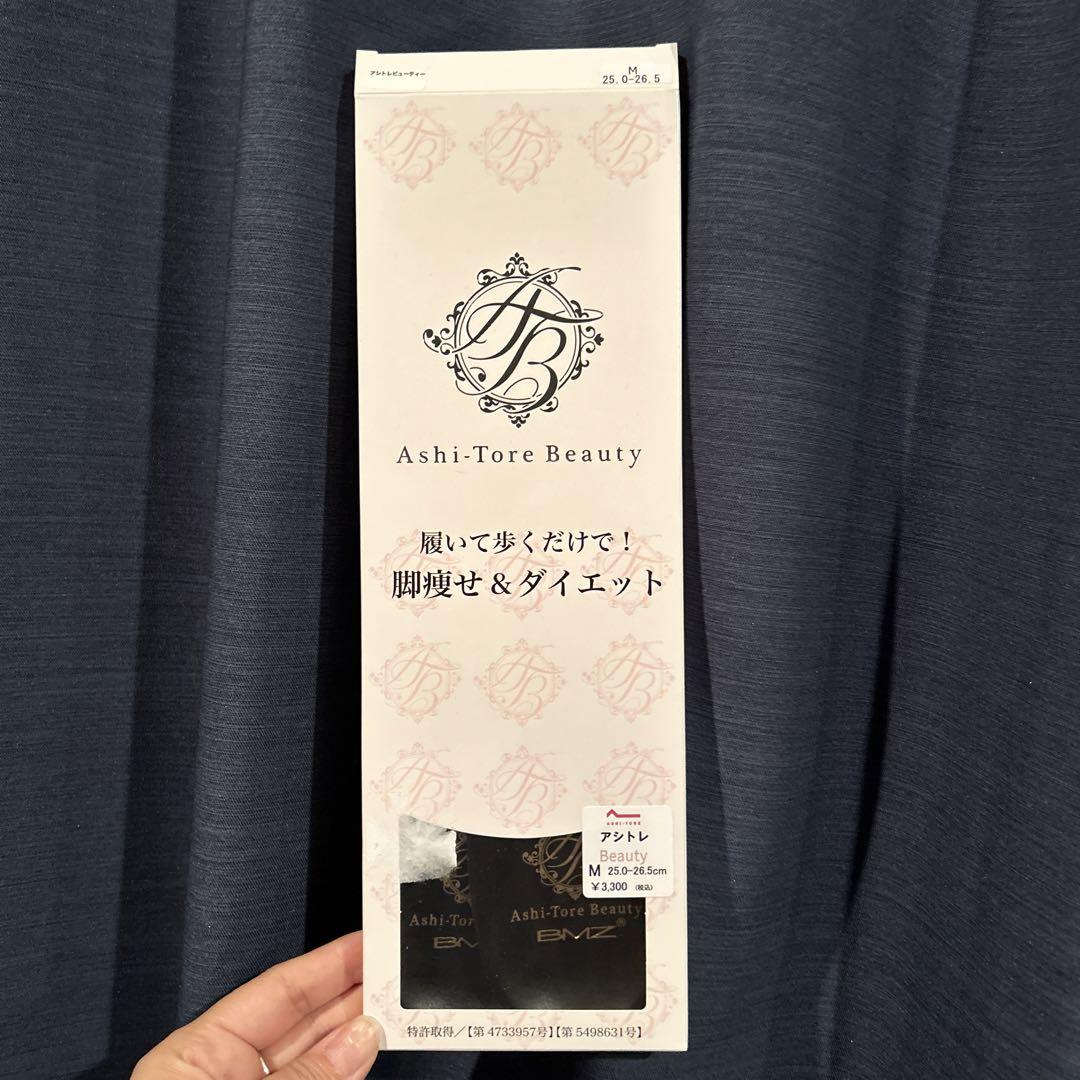 アシトレビューティー
M
25.0-26.5
AB
Ashi-Tore Beauty
履いて歩くだけで！
脚痩せ＆ダイエット
ASHI-TORE
アシトレ
Beauty
M 25.0-26.5cm
¥3,300 (税込)
Ashi-Tor
BM
Ashi-Tore Beauty
BMZ®
特許取得／【第4733957号】【第5498631号】